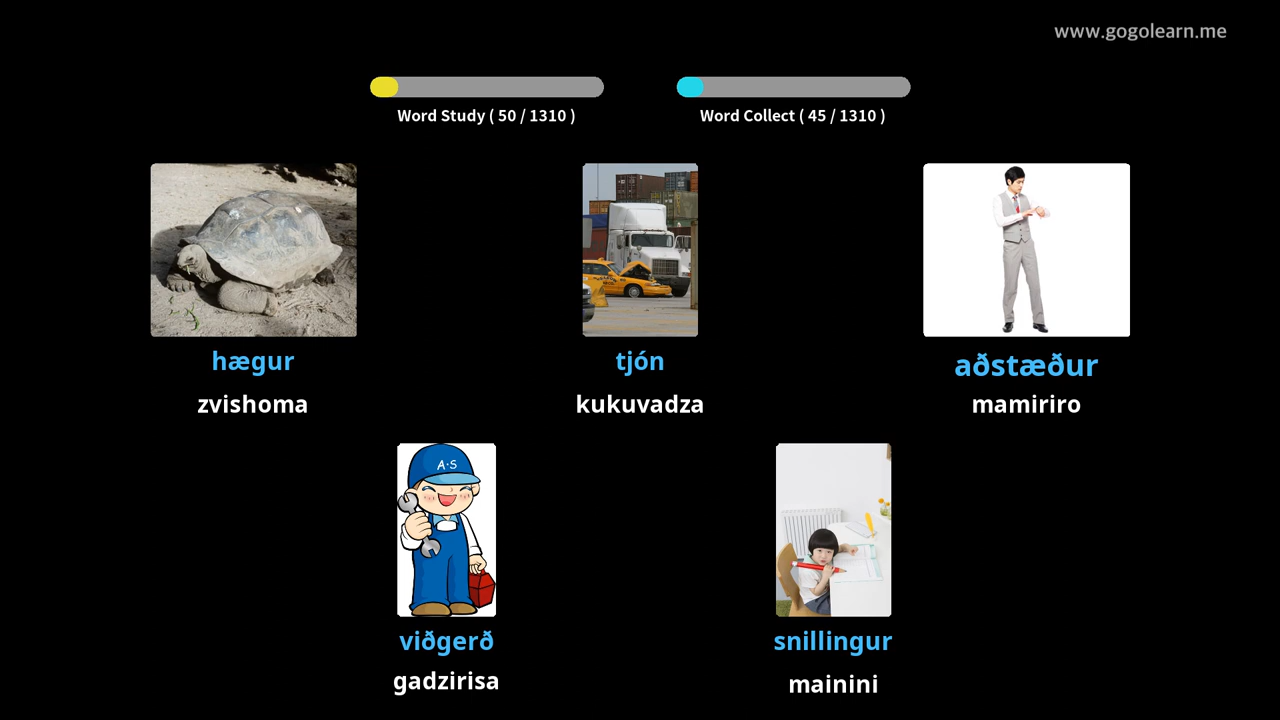 www.gogolearn.me
Word Study ( 50 / 1310 )
Word Collect ( 45 / 1310 )
hægur
tjón
aðstæður
zvishoma
kukuvadza
mamiriro
A·S
viðgerð
snillingur
gadzirisa
mainini